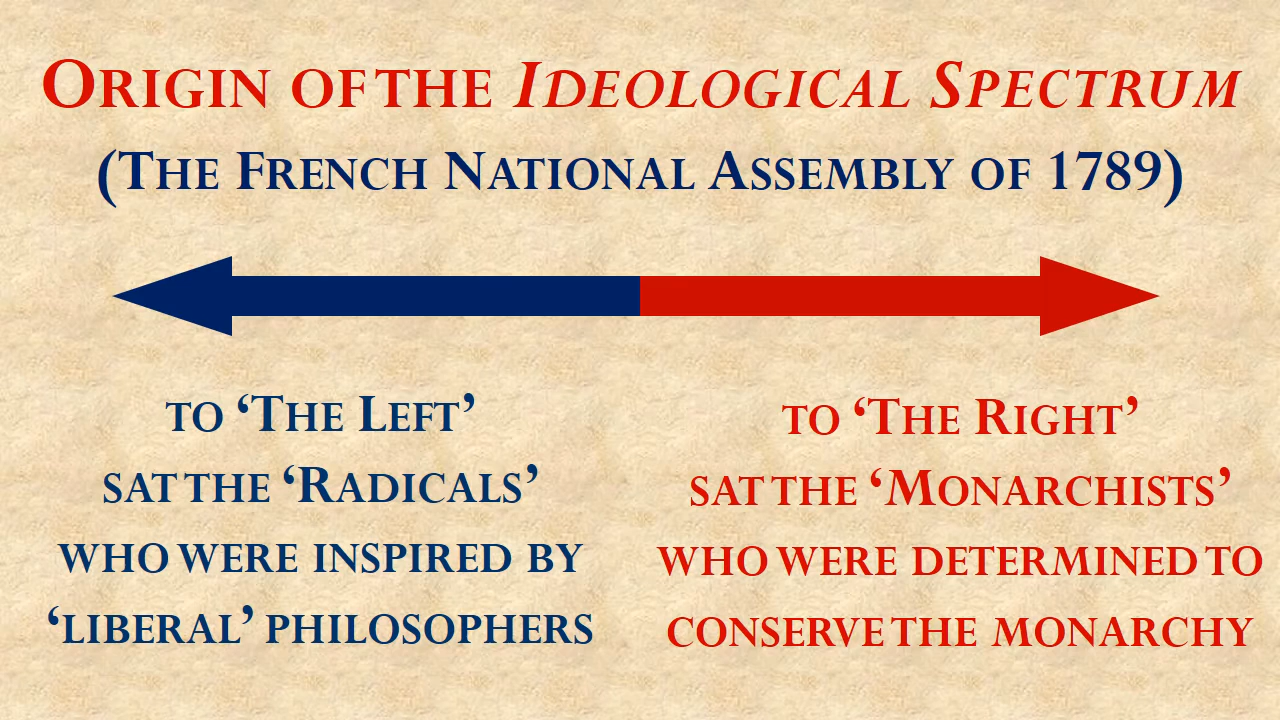 Origin of the Ideological Spectrum
(The French National Assembly of 1789)
to ‘The Left’
sat the ‘Radicals’
who were inspired by
‘liberal’ philosophers
to ‘The Right’
sat the ‘Monarchists’
who were determined to
conserve the monarchy